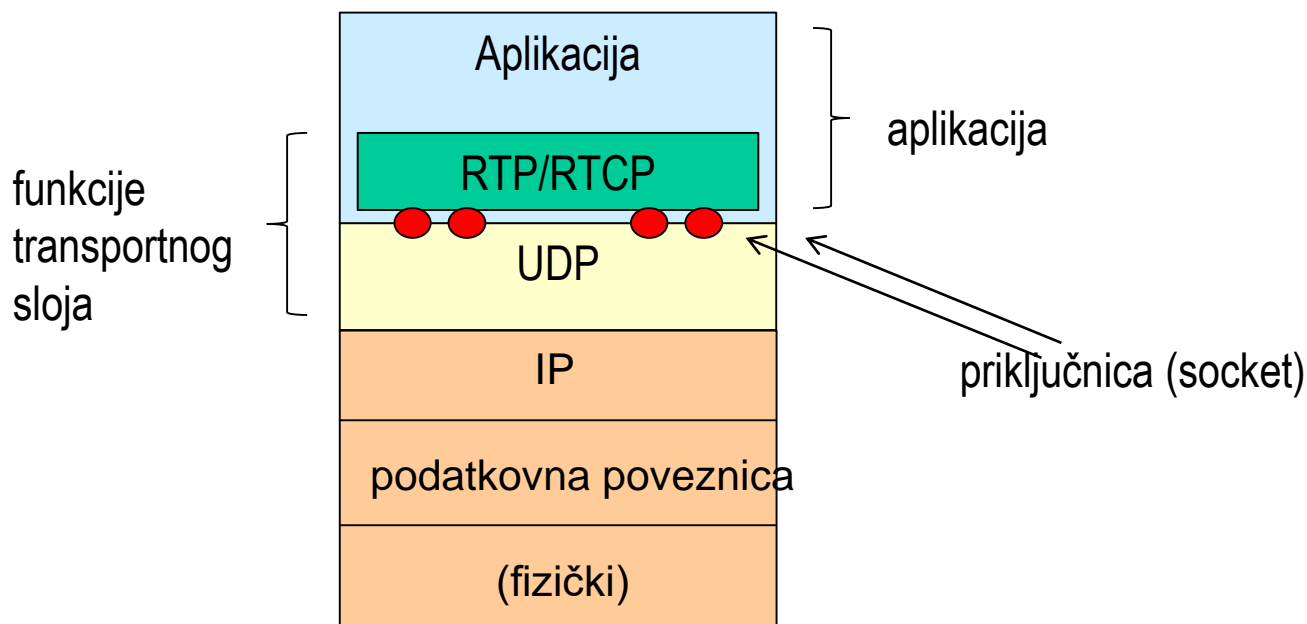 Aplikacija
aplikacija
RTP/RTCP
funkcije
transportnog
sloja
UDP
IP
priključnica (socket)
podatkovna poveznica
(fizički)